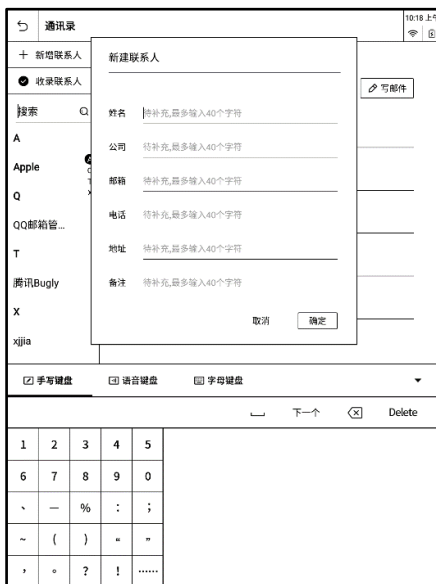 通讯录
10:18 上午
新增联系人
收录联系人
搜索
A
Apple
Q
QQ邮箱管...
T
腾讯Bugly
X
xjjia
写邮件
新建联系人
姓名 待补充,最多输入40个字符
公司 待补充,最多输入40个字符
邮箱 待补充,最多输入40个字符
电话 待补充,最多输入40个字符
地址 待补充,最多输入40个字符
备注 待补充,最多输入40个字符
取消 确定
手写键盘 语音键盘 字母键盘
下一个 Delete
1 2 3 4 5
6 7 8 9 0
、 — % : ;
~ ( ) “ ”
, 。 ? ! ……